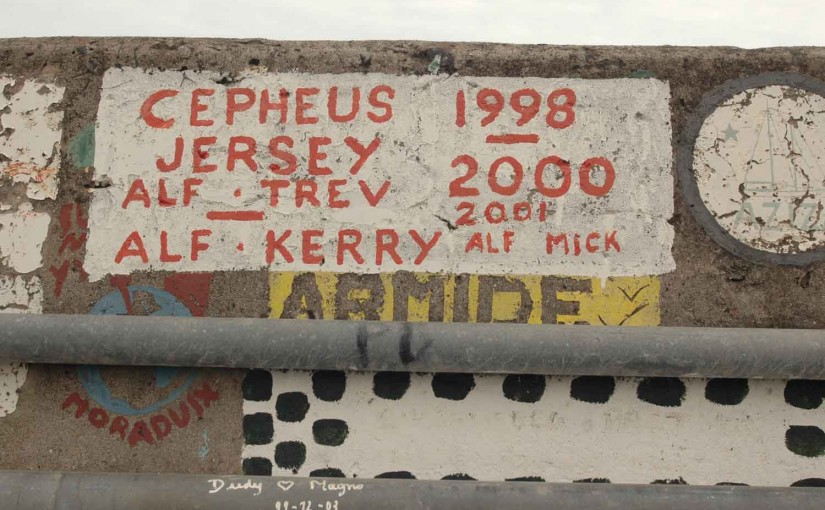 CEPHEUS 1998
JERSEY 2000
ALF · TREV 2001
ALF · KERRY ALF MICK
ARMIDE
Dudy ♡ Magno